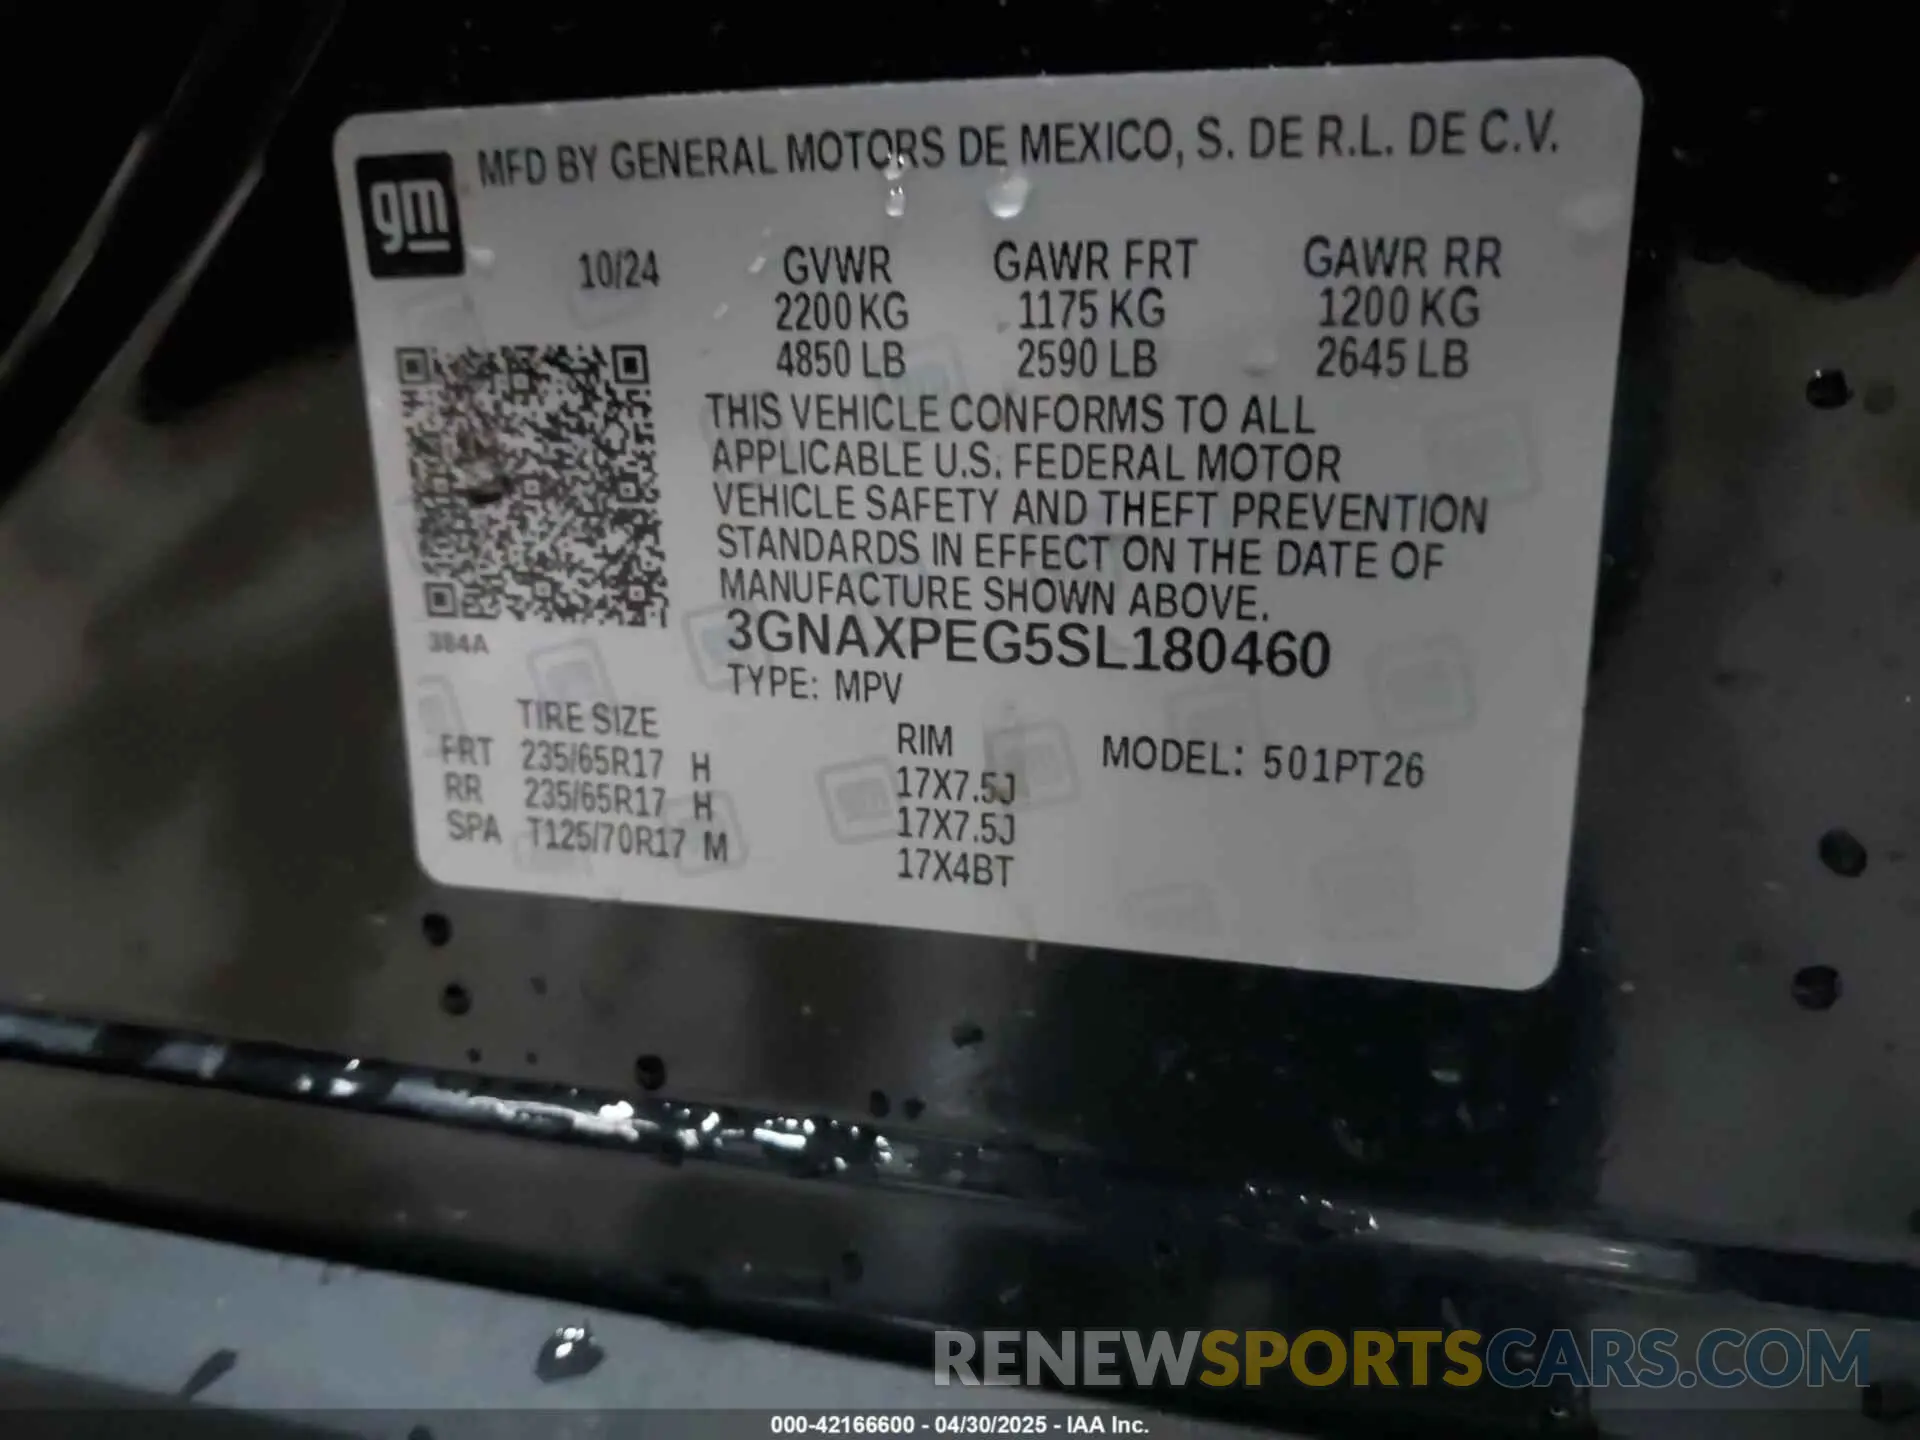 gm
MFD BY GENERAL MOTORS DE MEXICO, S. DE R.L. DE C.V.
10/24
GVWR GAWR FRT GAWR RR
2200 KG 1175 KG 1200 KG
4850 LB 2590 LB 2645 LB
THIS VEHICLE CONFORMS TO ALL
APPLICABLE U.S. FEDERAL MOTOR
VEHICLE SAFETY AND THEFT PREVENTION
STANDARDS IN EFFECT ON THE DATE OF
MANUFACTURE SHOWN ABOVE.
3GNAXPEG5SL180460
384A
TYPE: MPV
TIRE SIZE RIM MODEL: 501PT26
FRT 235/65R17 H 17X7.5J
RR 235/65R17 H 17X7.5J
SPA T125/70R17 M 17X4BT
RENEWSPORTSCARS.COM
000-42166600 - 04/30/2025 - IAA Inc.